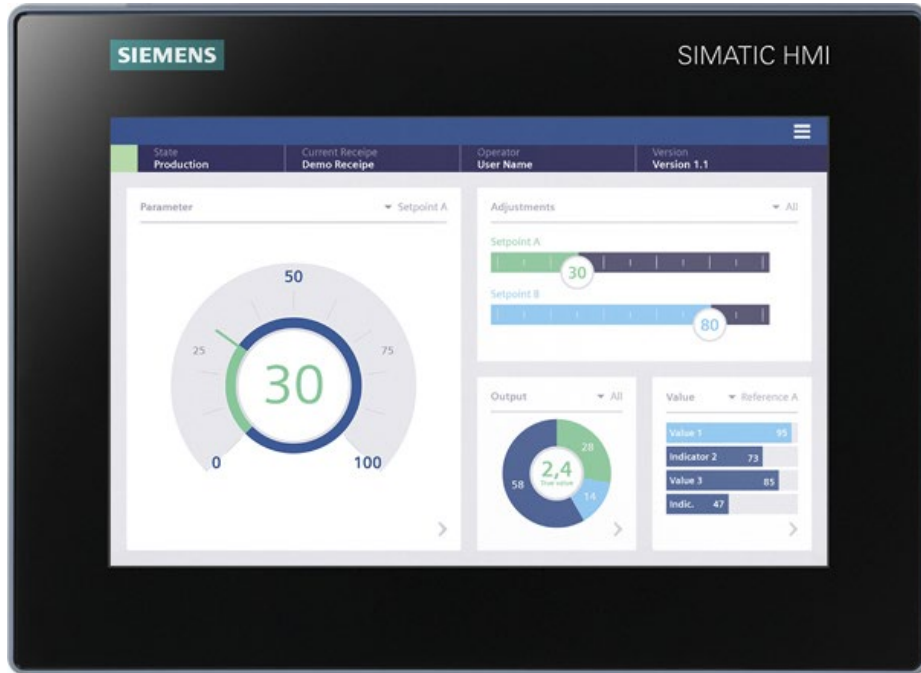 SIEMENS
SIMATIC HMI
State
Production
Current Receipe
Demo Receipe
Operator
User Name
Version
Version 1.1
Parameter
Setpoint A
50
25
75
30
0
100
Adjustments
All
Setpoint A
30
Setpoint B
80
Output
All
28
2,4
True value
58
14
Value
Reference A
Value 1 95
Indicator 2 73
Value 3 85
Indic. 47